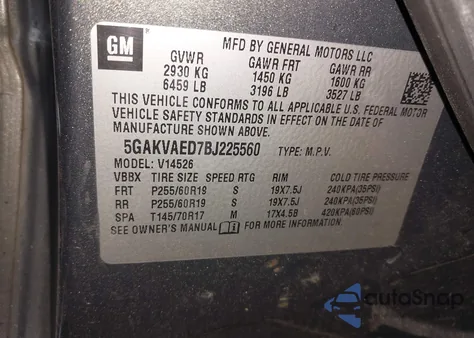 GM
MFD BY GENERAL MOTORS LLC
GVWR GAWR FRT GAWR RR
2930 KG 1450 KG 1600 KG
6459 LB 3196 LB 3527 LB
THIS VEHICLE CONFORMS TO ALL APPLICABLE U.S. FEDERAL MOTOR
VEHICLE SAFETY STANDARDS IN EFFECT ON THE DATE OF
MANUFACTURE SHOWN ABOVE.
5GAKVAED7BJ225560 TYPE: M.P.V.
MODEL: V14526
VBBX TIRE SIZE SPEED RTG RIM COLD TIRE PRESSURE
FRT P255/60R19 S 19X7.5J 240KPA(35PSI)
RR P255/60R19 S 19X7.5J 240KPA(35PSI)
SPA T145/70R17 M 17X4.5B 420KPA(60PSI)
SEE OWNER'S MANUAL FOR MORE INFORMATION.
autoSnap